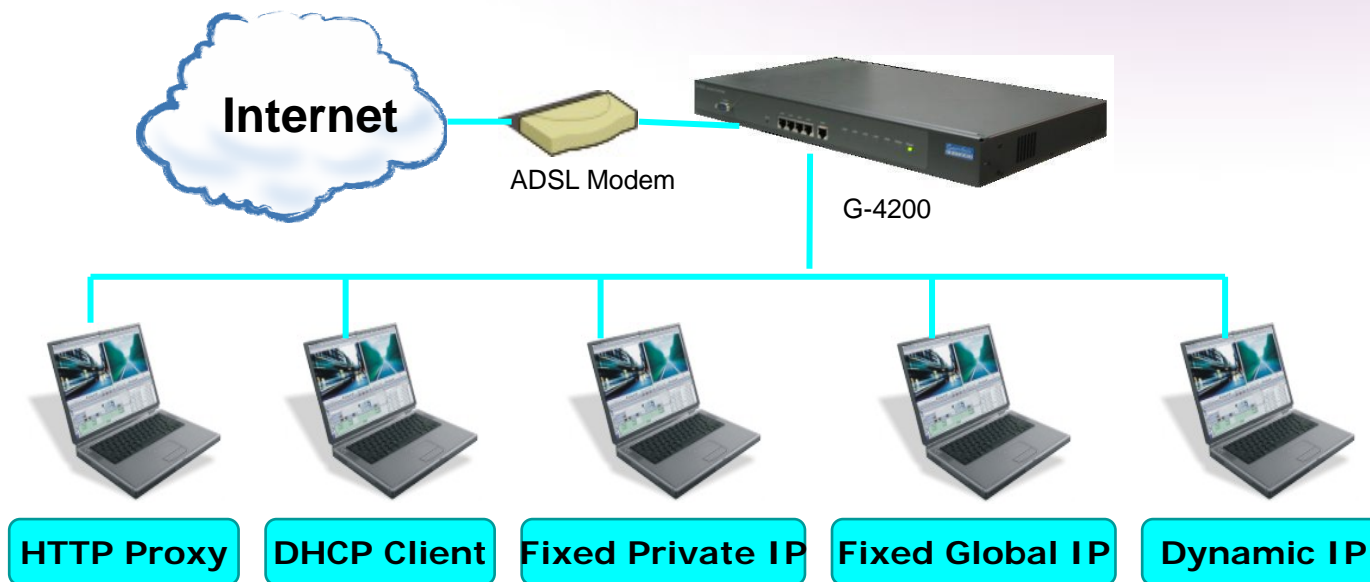 Internet
ADSL Modem
G-4200
HTTP Proxy
DHCP Client
Fixed Private IP
Fixed Global IP
Dynamic IP